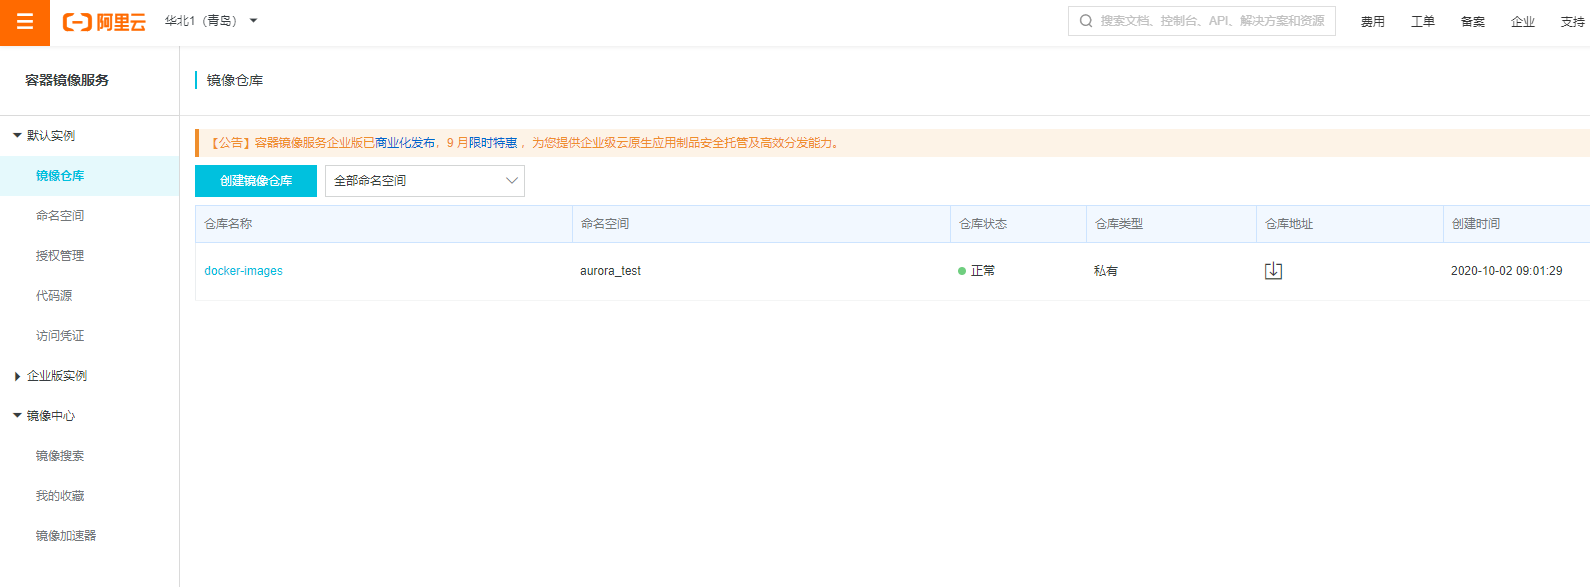 阿里云 华北1（青岛） 搜索文档、控制台、API、解决方案和资源 费用 工单 备案 企业 支持
容器镜像服务
默认实例
镜像仓库
命名空间
授权管理
代码源
访问凭证
企业版实例
镜像中心
镜像搜索
我的收藏
镜像加速器
镜像仓库
【公告】容器镜像服务企业版已商业化发布，9 月限时特惠 ，为您提供企业级云原生应用制品安全托管及高效分发能力。
创建镜像仓库 全部命名空间
仓库名称 命名空间 仓库状态 仓库类型 仓库地址 创建时间
docker-images aurora_test 正常 私有 2020-10-02 09:01:29